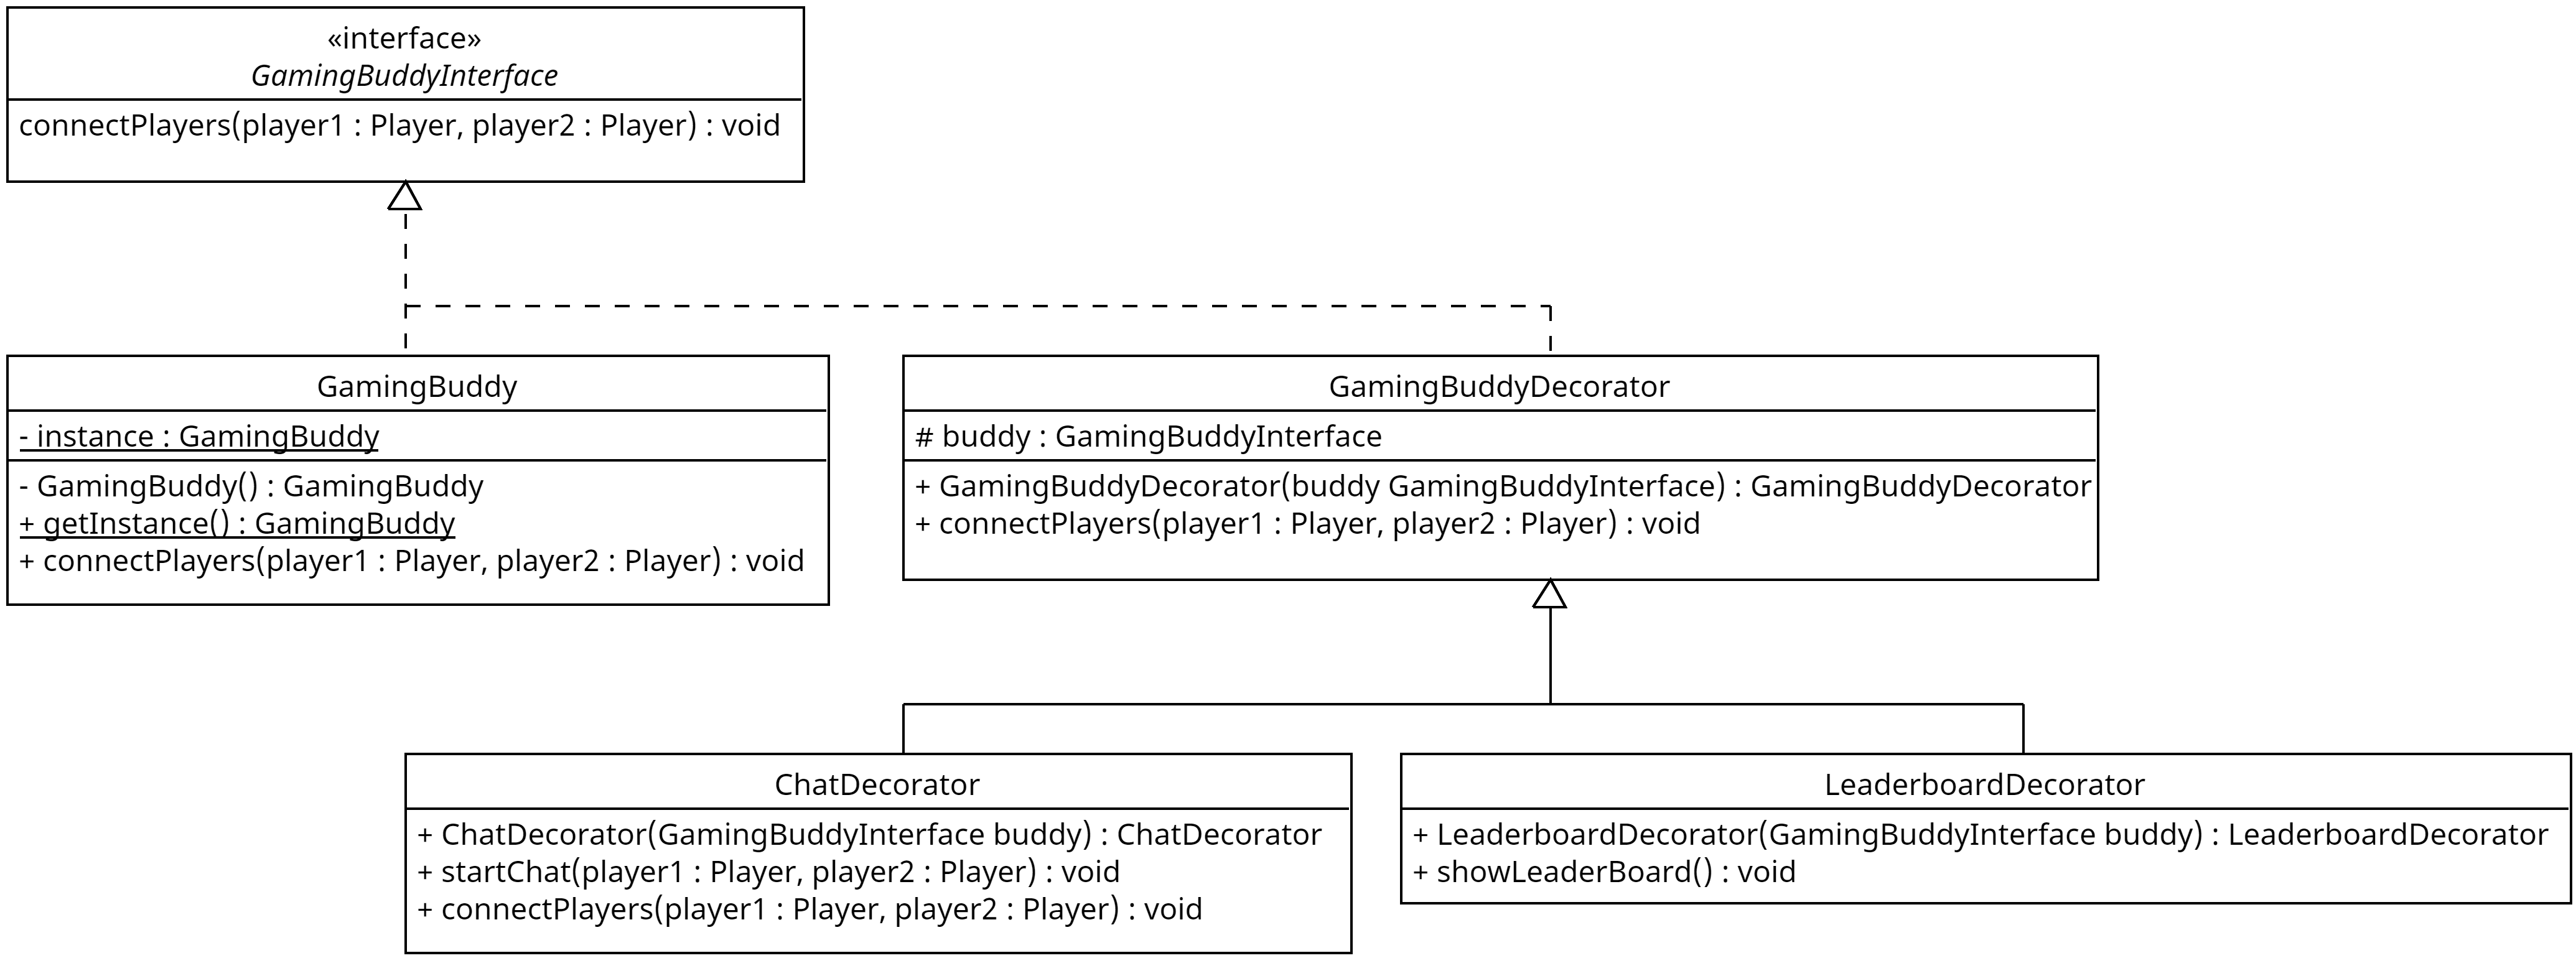 «interface»
GamingBuddyInterface
connectPlayers(player1 : Player, player2 : Player) : void
GamingBuddy
- instance : GamingBuddy
- GamingBuddy() : GamingBuddy
+ getInstance() : GamingBuddy
+ connectPlayers(player1 : Player, player2 : Player) : void
GamingBuddyDecorator
# buddy : GamingBuddyInterface
+ GamingBuddyDecorator(buddy GamingBuddyInterface) : GamingBuddyDecorator
+ connectPlayers(player1 : Player, player2 : Player) : void
ChatDecorator
+ ChatDecorator(GamingBuddyInterface buddy) : ChatDecorator
+ startChat(player1 : Player, player2 : Player) : void
+ connectPlayers(player1 : Player, player2 : Player) : void
LeaderboardDecorator
+ LeaderboardDecorator(GamingBuddyInterface buddy) : LeaderboardDecorator
+ showLeaderBoard() : void